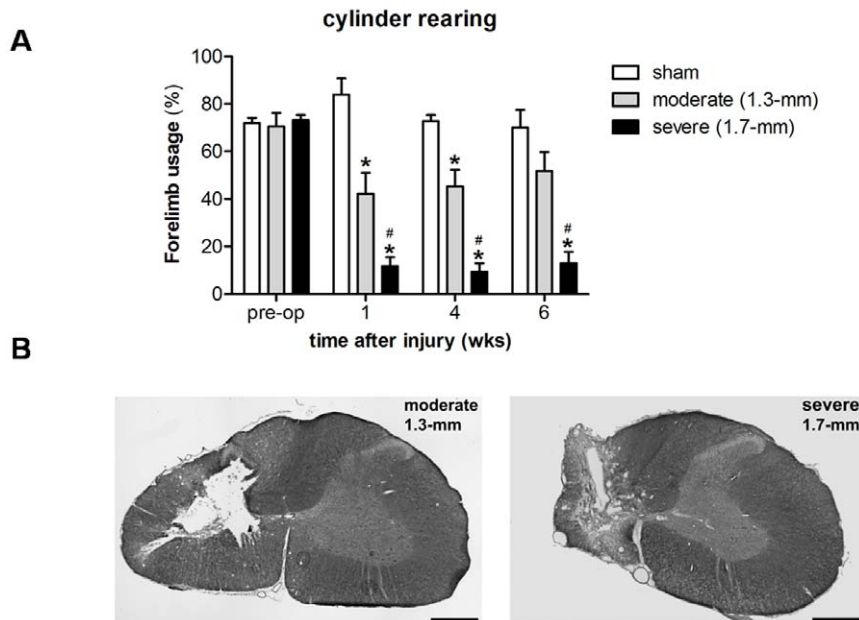 cylinder rearing
A
100
80
60
40
20
0
Forelimb usage (%)
* * # * # * # *
pre-op 1 4 6
time after injury (wks)
sham
moderate (1.3-mm)
severe (1.7-mm)
B
moderate
1.3-mm
severe
1.7-mm